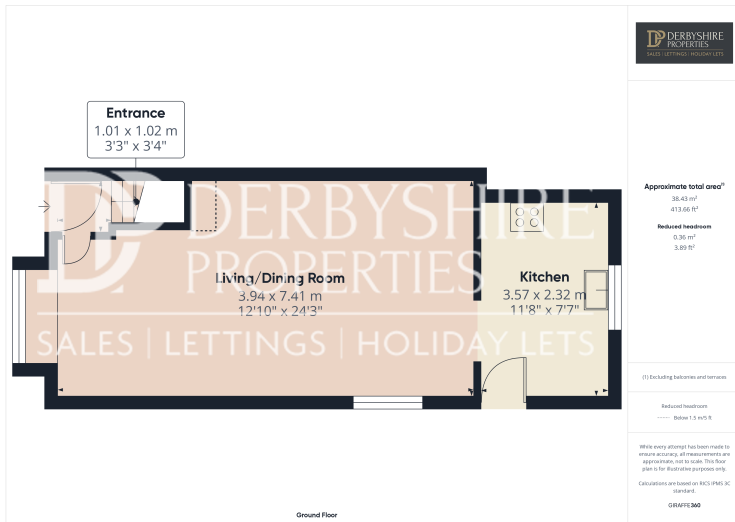 DERBYSHIRE
PROPERTIES
SALES | LETTINGS | HOLIDAY LETS
Entrance
1.01 x 1.02 m
3'3" x 3'4"
DERBYSHIRE
PROPERTIES
SALES | LETTINGS | HOLIDAY LETS
Living/Dining Room
3.94 x 7.41 m
12'10" x 24'3"
Kitchen
3.57 x 2.32 m
11'8" x 7'7"
Ground Floor
Approximate total area(1)
38.43 m²
413.66 ft²
Reduced headroom
0.36 m²
3.89 ft²
(1) Excluding balconies and terraces
Reduced headroom
Below 1.5 m/5 ft
While every attempt has been made to
ensure accuracy, all measurements are
approximate, not to scale. This floor
plan is for illustrative purposes only.
Calculations are based on RICS IPMS 3C
standard.
GIRAFFE360